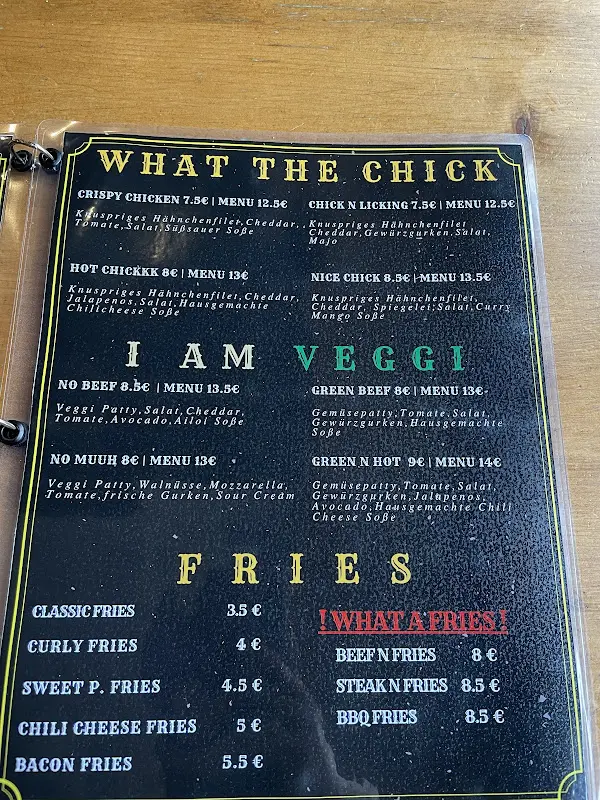 WHAT THE CHICK
CRISPY CHICKEN 7.5€ | MENU 12.5€
Knuspriges Hähnchenfilet,Cheddar,
Tomate,Salat,Süßsauer Soße
CHICK N LICKING 7.5€ | MENU 12.5€
Knuspriges Hähnchenfilet
Cheddar,Gewürzgurken,Salat,
Majo
HOT CHICKKK 8€ | MENU 13€
Knuspriges Hähnchenfilet,Cheddar,
Jalapenos,Salat,Hausgemachte
Chillcheese Soße
NICE CHICK 8.5€ | MENU 13.5€
Knuspriges Hähnchenfilet,
Cheddar, Spiegelei,Salat,Curry
Mango Soße
I AM VEGGI
NO BEEF 8.5€ | MENU 13.5€
Veggi Patty,Salat,Cheddar,
Tomate,Avocado,Ailoi Soße
GREEN BEEF 8€ | MENU 13€
Gemüsepatty,Tomate,Salat,
Gewürzgurken,Hausgemachte
Soße
NO MUUH 8€ | MENU 13€
Veggi Patty,Walnüsse,Mozzarella,
Tomate,frische Gurken,Sour Cream
GREEN N HOT 9€ | MENU 14€
Gemüsepatty,Tomate,Salat,
Gewürzgurken,Jalapenos,
Avocado,Hausgemachte Chili
Cheese Soße
FRIES
CLASSIC FRIES 3.5 €
CURLY FRIES 4 €
SWEET P. FRIES 4.5 €
CHILI CHEESE FRIES 5 €
BACON FRIES 5.5 €
!WHAT A FRIES!
BEEF N FRIES 8 €
STEAK N FRIES 8.5 €
BBQ FRIES 8.5 €